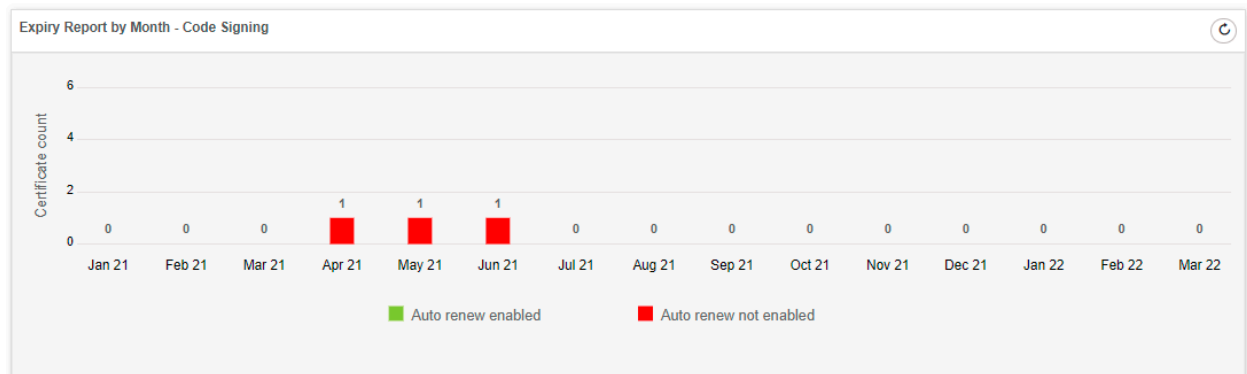 Expiry Report by Month - Code Signing
Certificate count
6
4
2
0
0 0 0 1 1 1 0 0 0 0 0 0 0 0 0
Jan 21 Feb 21 Mar 21 Apr 21 May 21 Jun 21 Jul 21 Aug 21 Sep 21 Oct 21 Nov 21 Dec 21 Jan 22 Feb 22 Mar 22
Auto renew enabled Auto renew not enabled